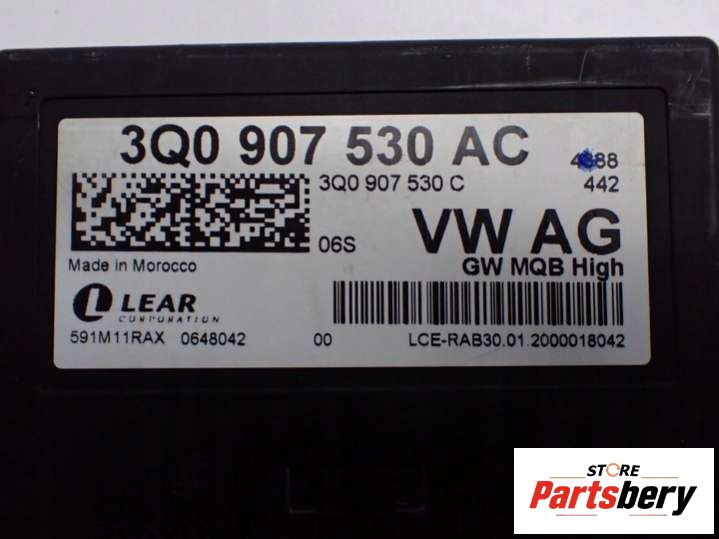 3Q0 907 530 AC
3Q0 907 530 C
442
06S
VW AG
GW MQB High
Made in Morocco
LEAR
CORPORATION
591M11RAX 0648042 00 LCE-RAB30.01.2000018042
STORE
Partsbery